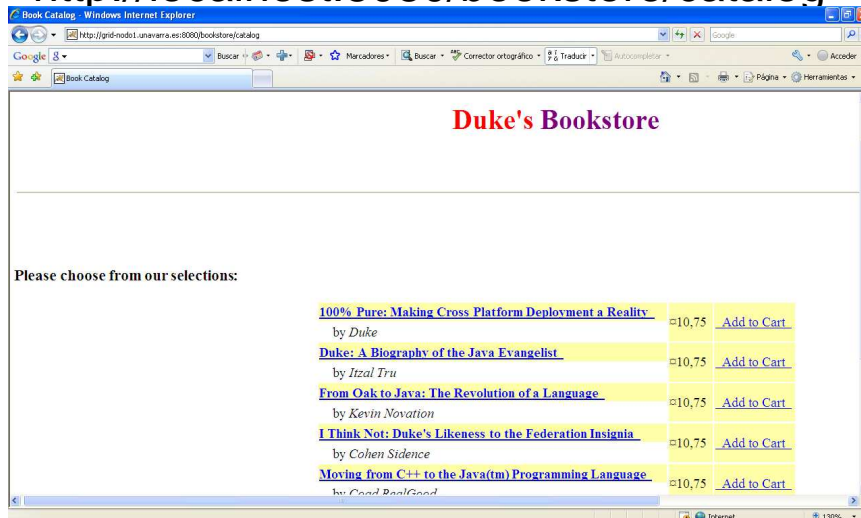 http://localhost:8080/bookstore/catalog
Book Catalog - Windows Internet Explorer
http://grid-nodo1.unavarra.es:8080/bookstore/catalog
Google
Google
Buscar
Marcadores
Buscar
Corrector ortográfico
Traducir
Autocompletar
Acceder
Book Catalog
Página
Herramientas
Duke's Bookstore
Please choose from our selections:
100% Pure: Making Cross Platform Deployment a Reality
by Duke
¤10,75 Add to Cart
Duke: A Biography of the Java Evangelist
by Itzal Tru
¤10,75 Add to Cart
From Oak to Java: The Revolution of a Language
by Kevin Novation
¤10,75 Add to Cart
I Think Not: Duke's Likeness to the Federation Insignia
by Cohen Sidence
¤10,75 Add to Cart
Moving from C++ to the Java(tm) Programming Language
by Coad RealGood
¤10,75 Add to Cart
Internet
130%